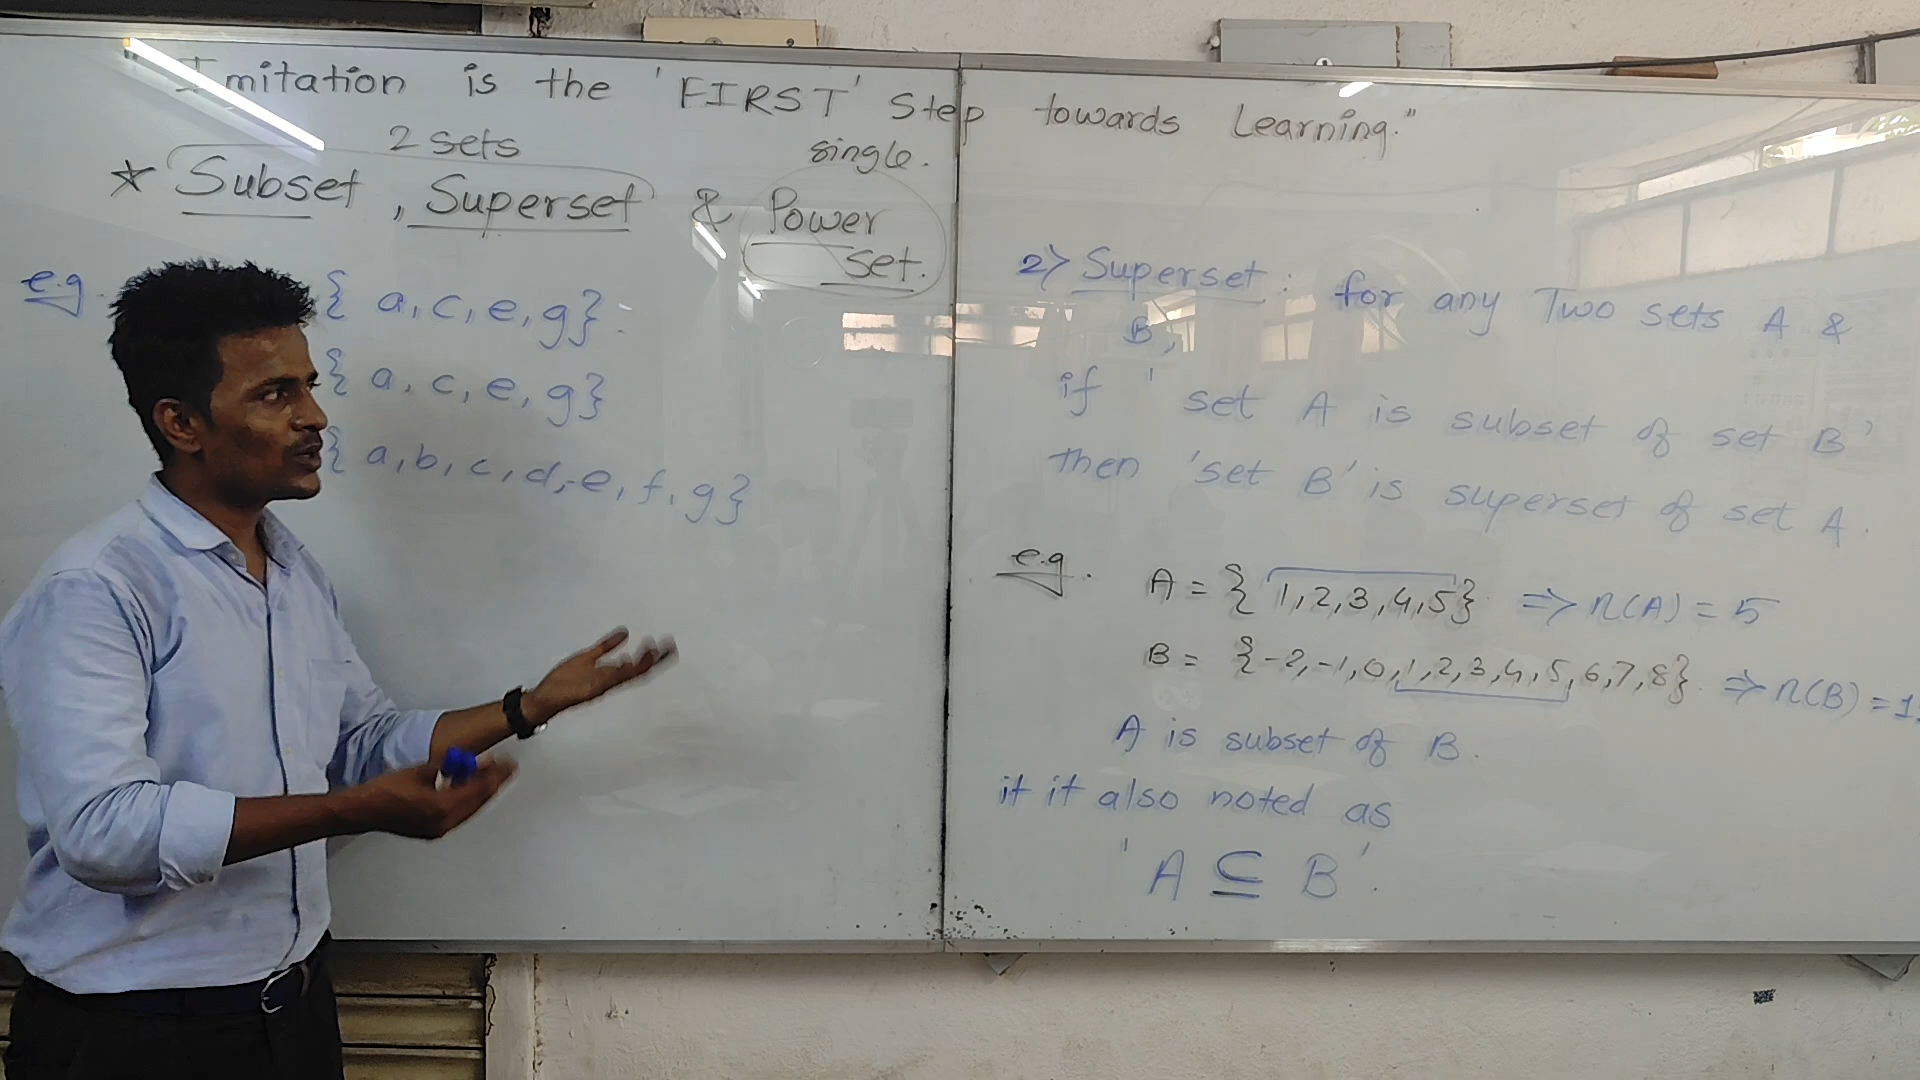 "Imitation is the 'FIRST' Step towards Learning."
2 sets single.
* Subset, Superset & Power set.
e.g.
{ a, c, e, g}.
{ a, c, e, g}
{ a, b, c, d, e, f, g}
2) Superset: for any Two sets A &
B,
if 'set A is subset of set B'
then 'set B' is superset of set A.
e.g. A = { 1,2,3,4,5} => n(A) = 5
B = {-2,-1,0,1,2,3,4,5,6,7,8} => n(B) =
A is subset of B.
it it also noted as
'A ⊆ B'.